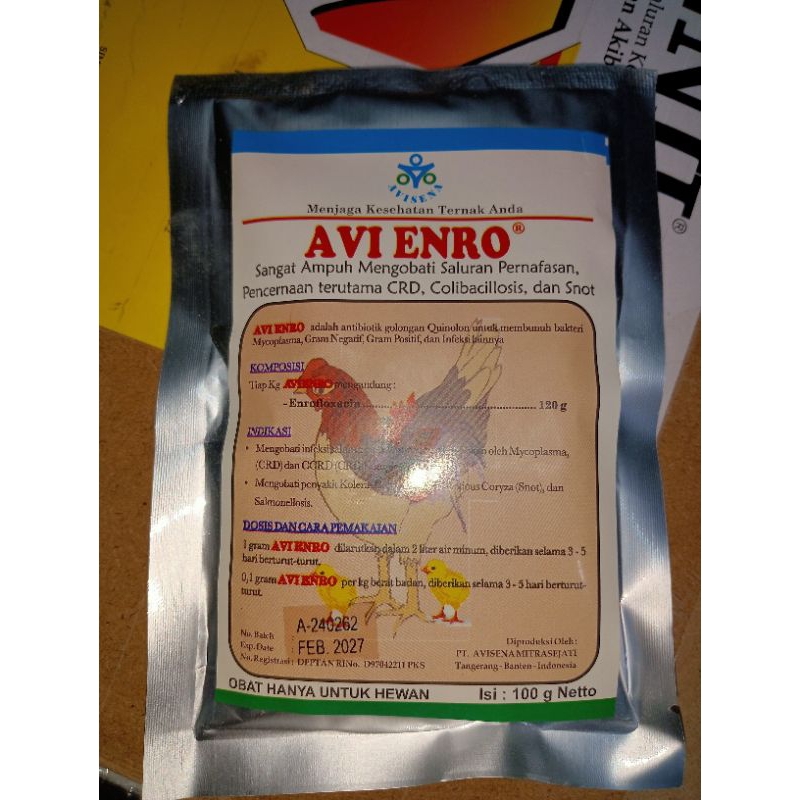 AVISENA
Menjaga Kesehatan Ternak Anda
AVI ENRO®
Sangat Ampuh Mengobati Saluran Pernafasan,
Pencernaan terutama CRD, Colibacillosis, dan Snot
AVI ENRO adalah antibiotik golongan Quinolon untuk membunuh bakteri
Mycoplasma, Gram Negatif, Gram Positif, dan Infeksi lainnya
KOMPOSISI
Tiap Kg AVI ENRO mengandung :
- Enrofloxacin ........................................ 120 g
INDIKASI
• Mengobati infeksi oleh Mycoplasma,
(CRD) dan
• Mengobati penyakit Kolera Coryza (Snot), dan
Salmonellosis.
DOSIS DAN CARA PEMAKAIAN
1 gram AVI ENRO dilarutkan dalam 2 liter air minum, diberikan selama 3 - 5
hari berturut-turut.
0,1 gram AVI ENRO per kg berat badan, diberikan selama 3 - 5 hari berturut-
turut.
No. Batch : A-240262
Exp. Date : FEB. 2027
No. Registrasi : DEPTAN RI No. D97042211 PKS
Diproduksi Oleh :
PT. AVISENA MITRASEJATI
Tangerang - Banten - Indonesia
OBAT HANYA UNTUK HEWAN
Isi : 100 g Netto